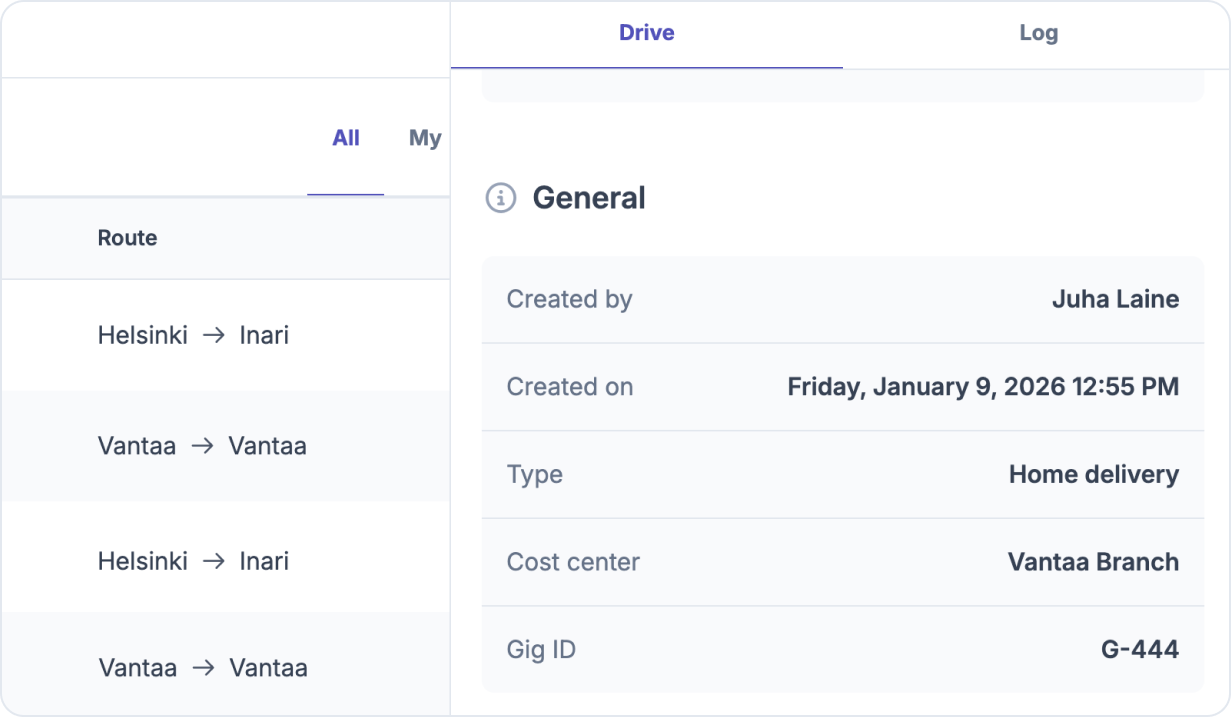 Drive
Log
All
My
Route
Helsinki → Inari
Vantaa → Vantaa
Helsinki → Inari
Vantaa → Vantaa
General
Created by
Juha Laine
Created on
Friday, January 9, 2026 12:55 PM
Type
Home delivery
Cost center
Vantaa Branch
Gig ID
G-444